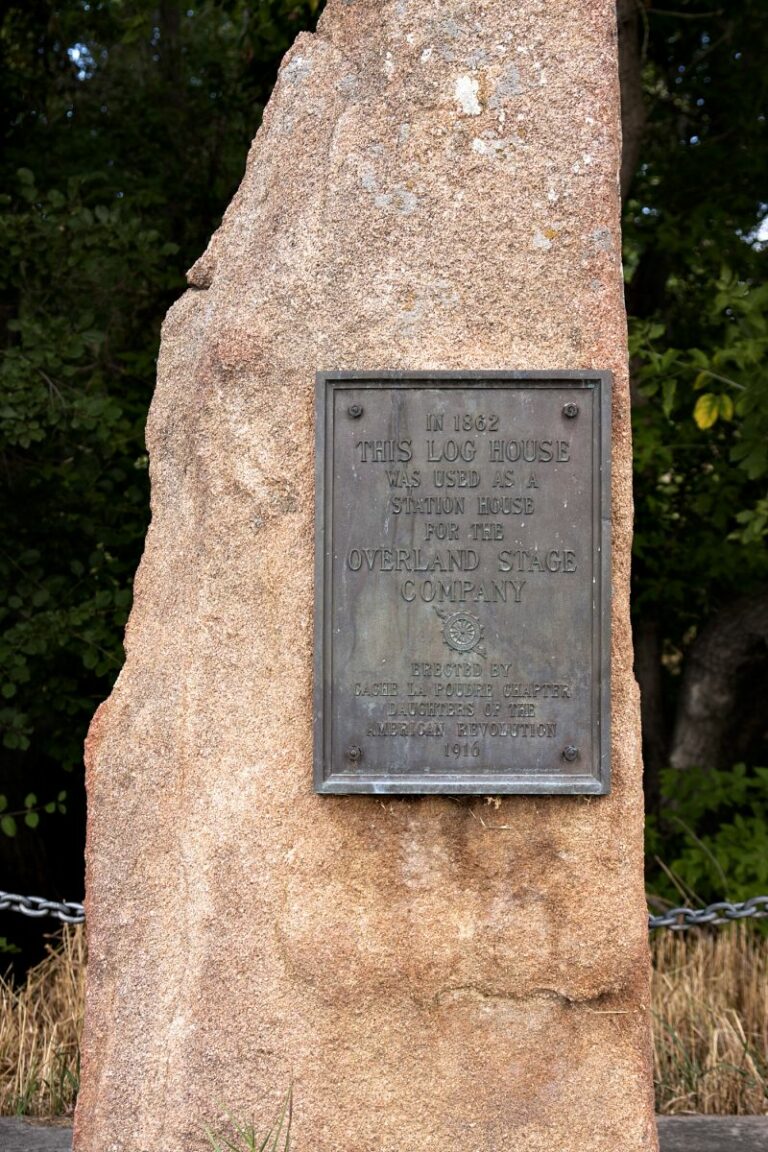 IN 1862
THIS LOG HOUSE
WAS USED AS A
STATION HOUSE
FOR THE
OVERLAND STAGE
COMPANY
ERECTED BY
CACHE LA POUDRE CHAPTER
DAUGHTERS OF THE
AMERICAN REVOLUTION
1916